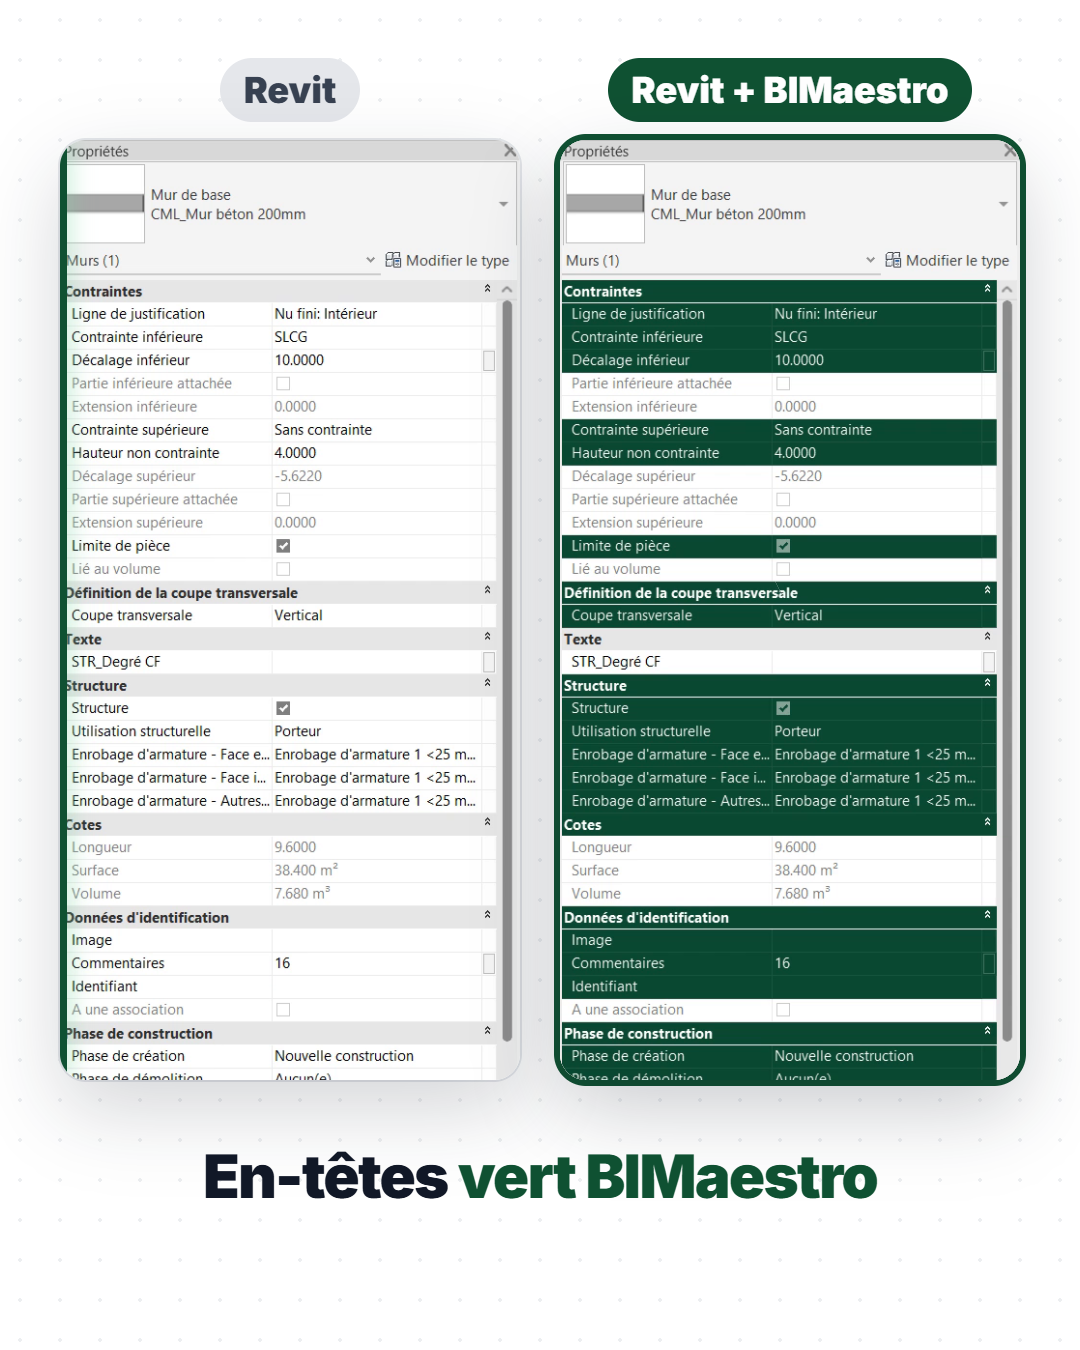 Revit
Propriétés
Mur de base
CML_Mur béton 200mm
Murs (1)
Modifier le type
Contraintes
Ligne de justification Nu fini: Intérieur
Contrainte inférieure SLCG
Décalage inférieur 10.0000
Partie inférieure attachée
Extension inférieure 0.0000
Contrainte supérieure Sans contrainte
Hauteur non contrainte 4.0000
Décalage supérieur -5.6220
Partie supérieure attachée
Extension supérieure 0.0000
Limite de pièce
Lié au volume
Définition de la coupe transversale
Coupe transversale Vertical
Texte
STR_Degré CF
Structure
Structure
Utilisation structurelle Porteur
Enrobage d'armature - Face e... Enrobage d'armature 1 <25 m...
Enrobage d'armature - Face i... Enrobage d'armature 1 <25 m...
Enrobage d'armature - Autres... Enrobage d'armature 1 <25 m...
Cotes
Longueur 9.6000
Surface 38.400 m²
Volume 7.680 m³
Données d'identification
Image
Commentaires 16
Identifiant
A une association
Phase de construction
Phase de création Nouvelle construction
Phase de démolition Aucun(e)
Revit + BIMaestro
Propriétés
Mur de base
CML_Mur béton 200mm
Murs (1)
Modifier le type
Contraintes
Ligne de justification Nu fini: Intérieur
Contrainte inférieure SLCG
Décalage inférieur 10.0000
Partie inférieure attachée
Extension inférieure 0.0000
Contrainte supérieure Sans contrainte
Hauteur non contrainte 4.0000
Décalage supérieur -5.6220
Partie supérieure attachée
Extension supérieure 0.0000
Limite de pièce
Lié au volume
Définition de la coupe transversale
Coupe transversale Vertical
Texte
STR_Degré CF
Structure
Structure
Utilisation structurelle Porteur
Enrobage d'armature - Face e... Enrobage d'armature 1 <25 m...
Enrobage d'armature - Face i... Enrobage d'armature 1 <25 m...
Enrobage d'armature - Autres... Enrobage d'armature 1 <25 m...
Cotes
Longueur 9.6000
Surface 38.400 m²
Volume 7.680 m³
Données d'identification
Image
Commentaires 16
Identifiant
A une association
Phase de construction
Phase de création Nouvelle construction
Phase de démolition Aucun(e)
En-têtes vert BIMaestro